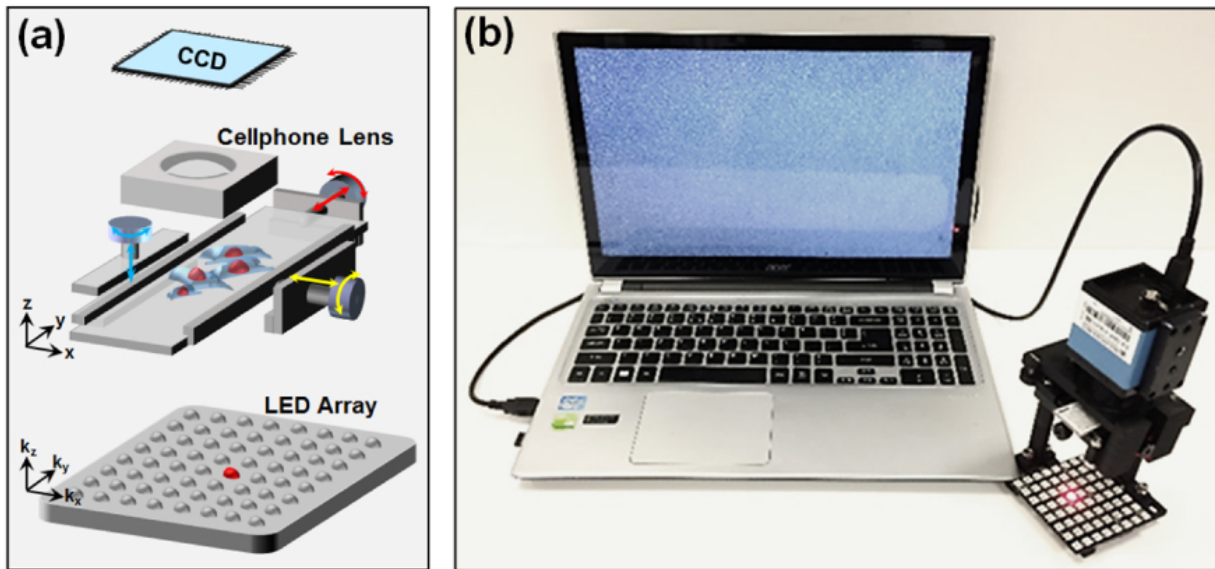 (a)
CCD
Cellphone Lens
z
y
x
LED Array
kz
ky
kx
(b)
acer